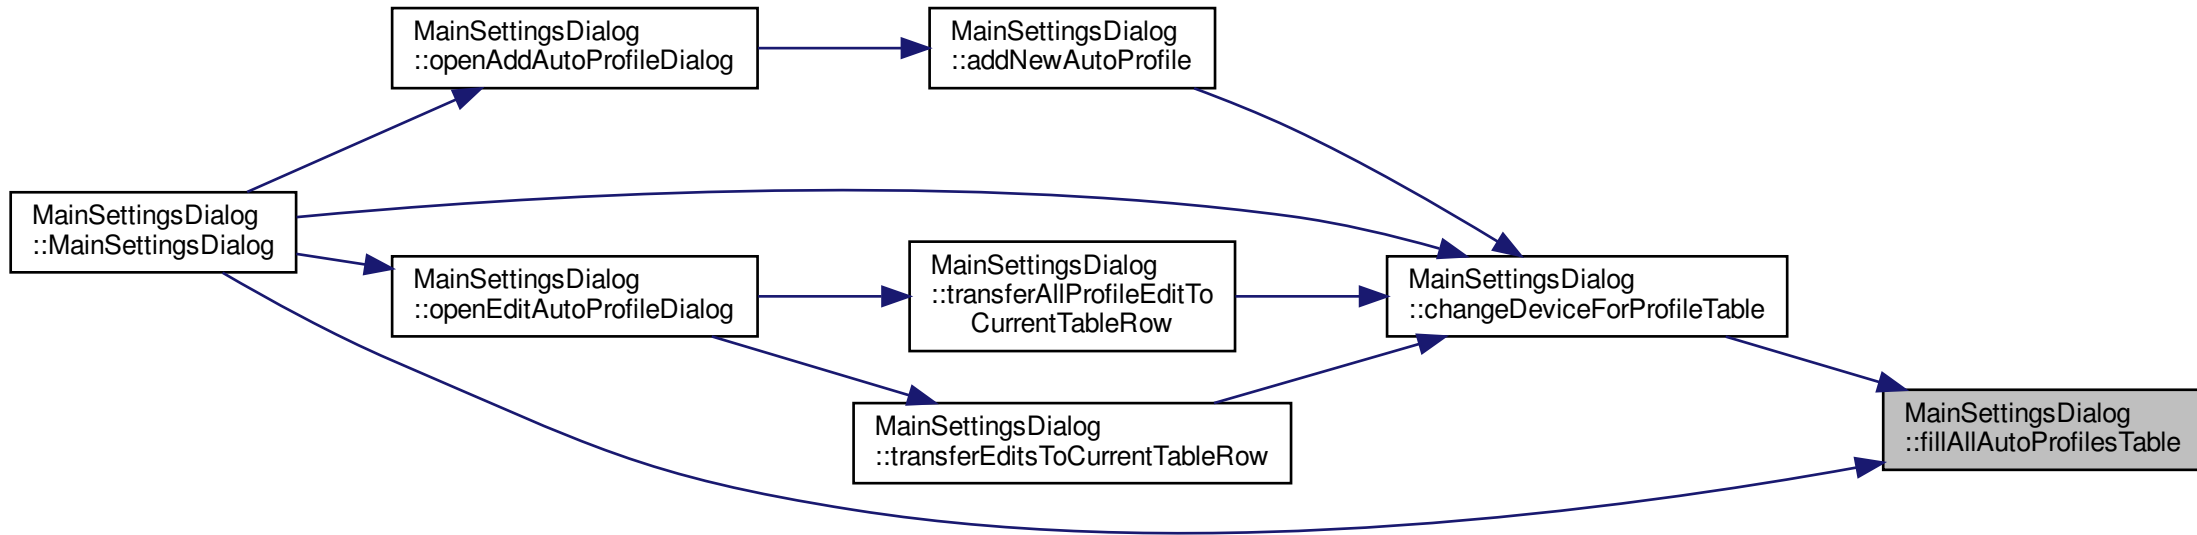 MainSettingsDialog
::openAddAutoProfileDialog
MainSettingsDialog
::addNewAutoProfile
MainSettingsDialog
::MainSettingsDialog
MainSettingsDialog
::openEditAutoProfileDialog
MainSettingsDialog
::transferAllProfileEditTo
CurrentTableRow
MainSettingsDialog
::changeDeviceForProfileTable
MainSettingsDialog
::transferEditsToCurrentTableRow
MainSettingsDialog
::fillAllAutoProfilesTable